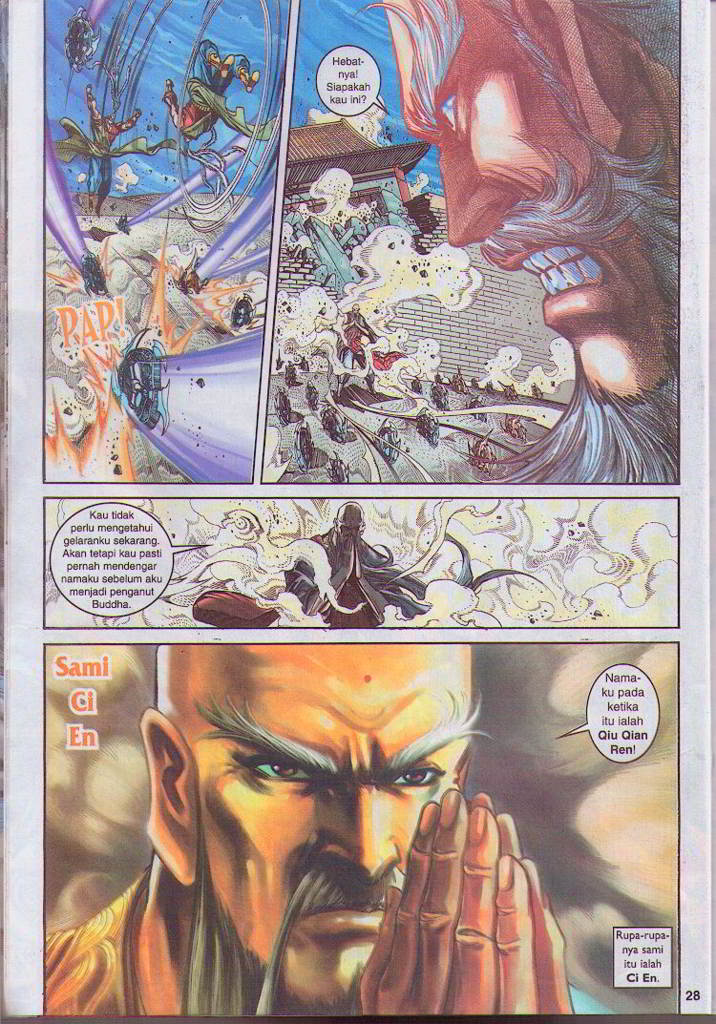 Hebat-
nya!
Siapakah
kau ini?
RAP!
Kau tidak
perlu mengetahui
gelaranku sekarang.
Akan tetapi kau pasti
pernah mendengar
namaku sebelum aku
menjadi penganut
Buddha.
Sami
Ci
En
Nama-
ku pada
ketika
itu ialah
Qiu Qian
Ren!
Rupa-rupa-
nya sami
itu ialah
Ci En.
28